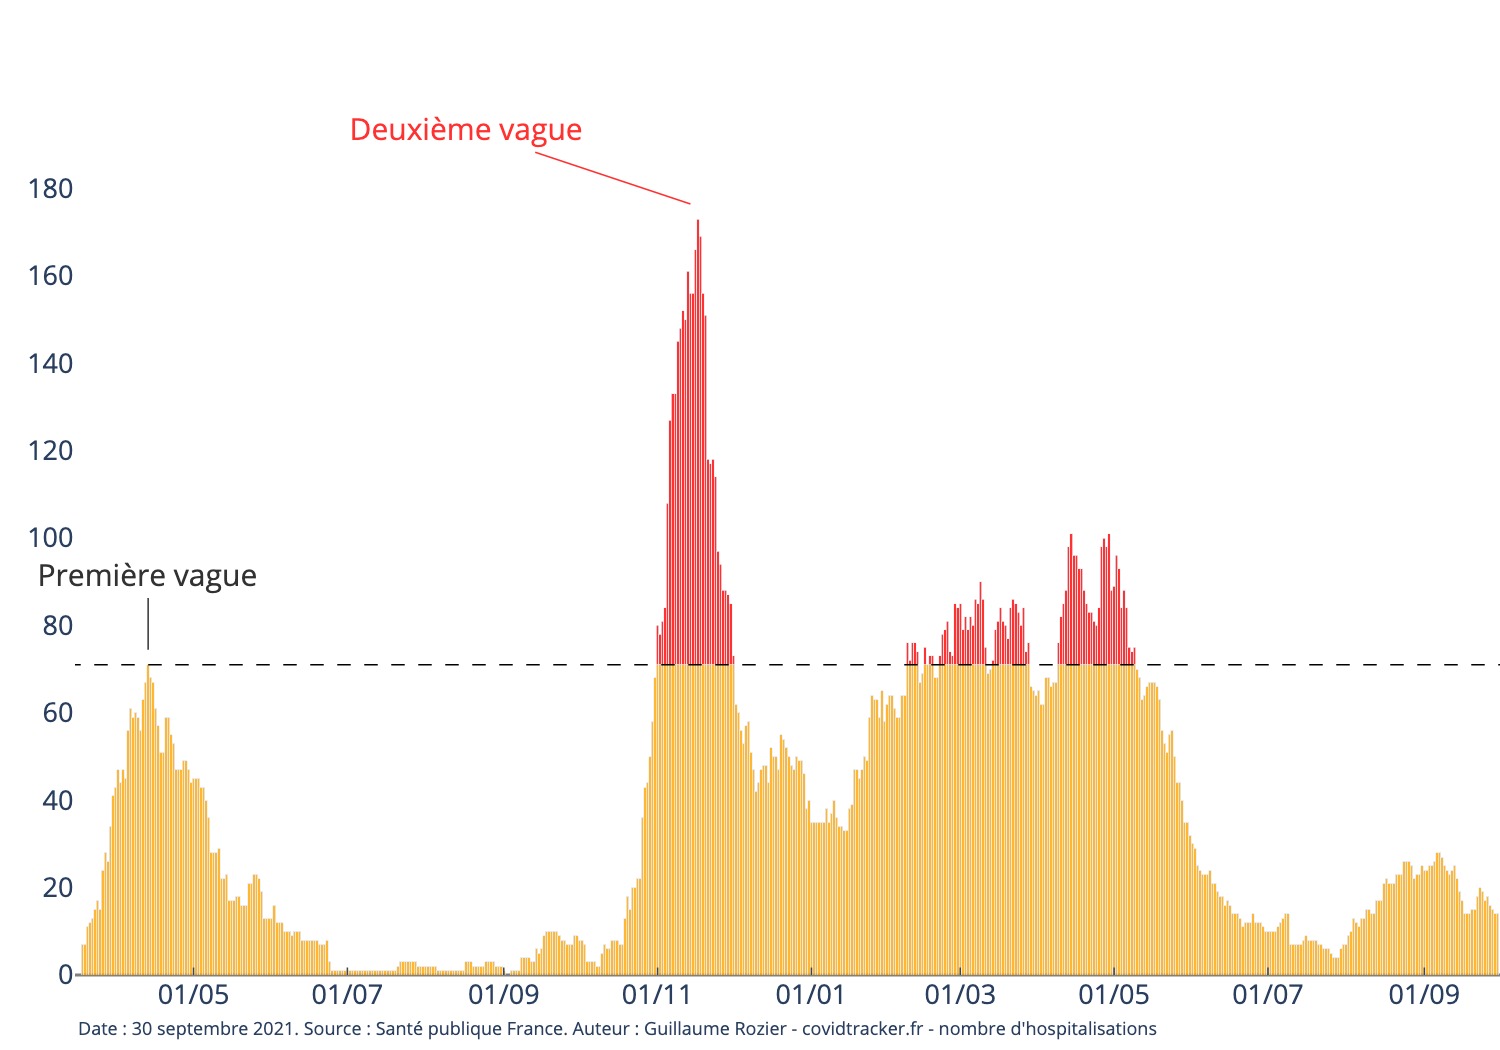 Deuxième vague
180
160
140
120
100
Première vague
80
60
40
20
0
01/05 01/07 01/09 01/11 01/01 01/03 01/05 01/07 01/09
Date : 30 septembre 2021. Source : Santé publique France. Auteur : Guillaume Rozier - covidtracker.fr - nombre d'hospitalisations